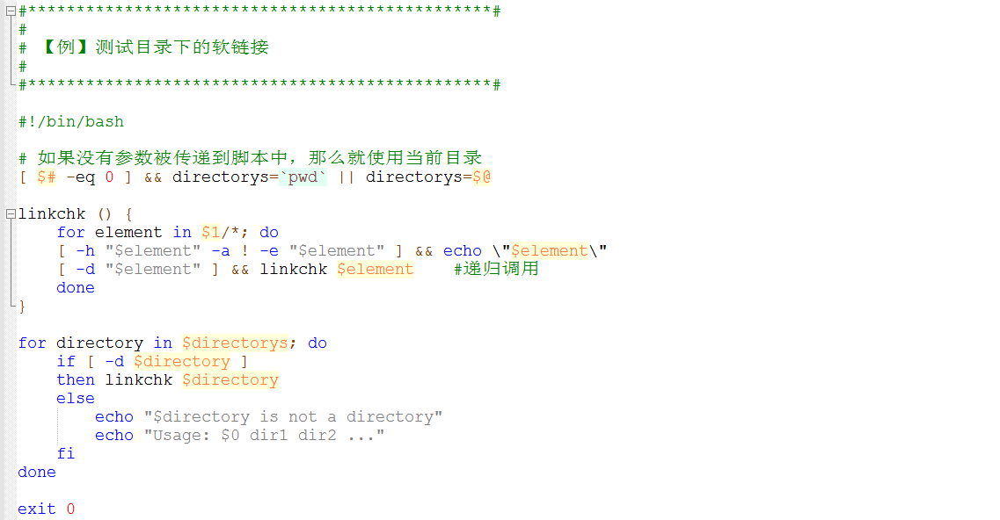 #************************************************#
#
# 【例】测试目录下的软链接
#
#************************************************#
#!/bin/bash
# 如果没有参数被传递到脚本中，那么就使用当前目录
[ $# -eq 0 ] && directorys=`pwd` || directorys=$@
linkchk () {
    for element in $1/*; do
    [ -h "$element" -a ! -e "$element" ] && echo \"$element\"
    [ -d "$element" ] && linkchk $element    #递归调用
    done
}
for directory in $directorys; do
    if [ -d $directory ]
    then linkchk $directory
    else
        echo "$directory is not a directory"
        echo "Usage: $0 dir1 dir2 ..."
    fi
done
exit 0